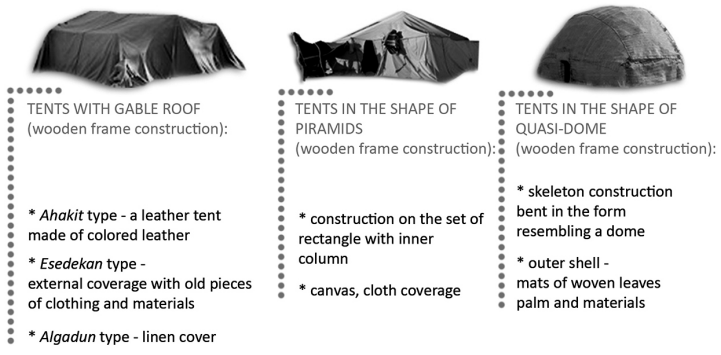 TENTS WITH GABLE ROOF
(wooden frame construction):
* Ahakit type - a leather tent
made of colored leather
* Esedekan type -
external coverage with old pieces
of clothing and materials
* Algadun type - linen cover
TENTS IN THE SHAPE OF
PIRAMIDS
(wooden frame construction):
* construction on the set of
rectangle with inner
column
* canvas, cloth coverage
TENTS IN THE SHAPE OF
QUASI-DOME
(wooden frame construction):
* skeleton construction
bent in the form
resembling a dome
* outer shell -
mats of woven leaves
palm and materials